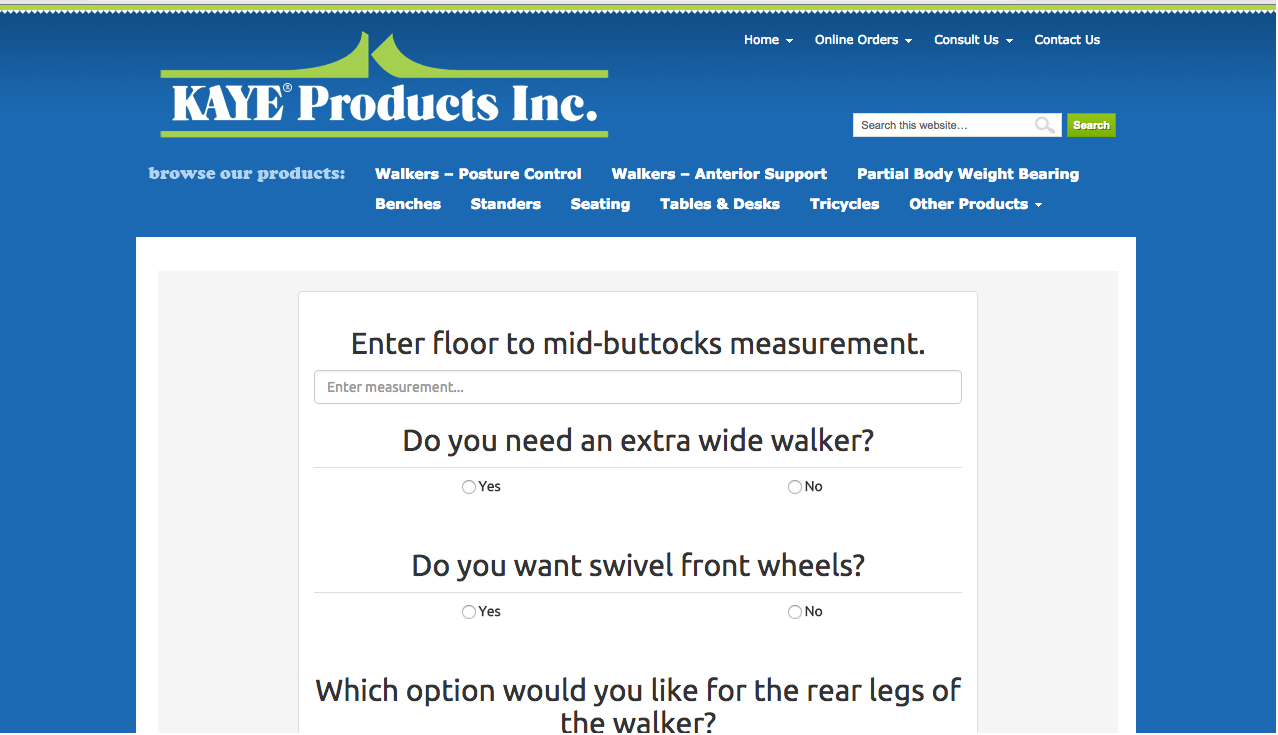 Home
Online Orders
Consult Us
Contact Us
KAYE® Products Inc.
Search this website...
Search
browse our products:
Walkers – Posture Control
Walkers – Anterior Support
Partial Body Weight Bearing
Benches
Standers
Seating
Tables & Desks
Tricycles
Other Products
Enter floor to mid-buttocks measurement.
Enter measurement...
Do you need an extra wide walker?
Yes
No
Do you want swivel front wheels?
Yes
No
Which option would you like for the rear legs of
the walker?